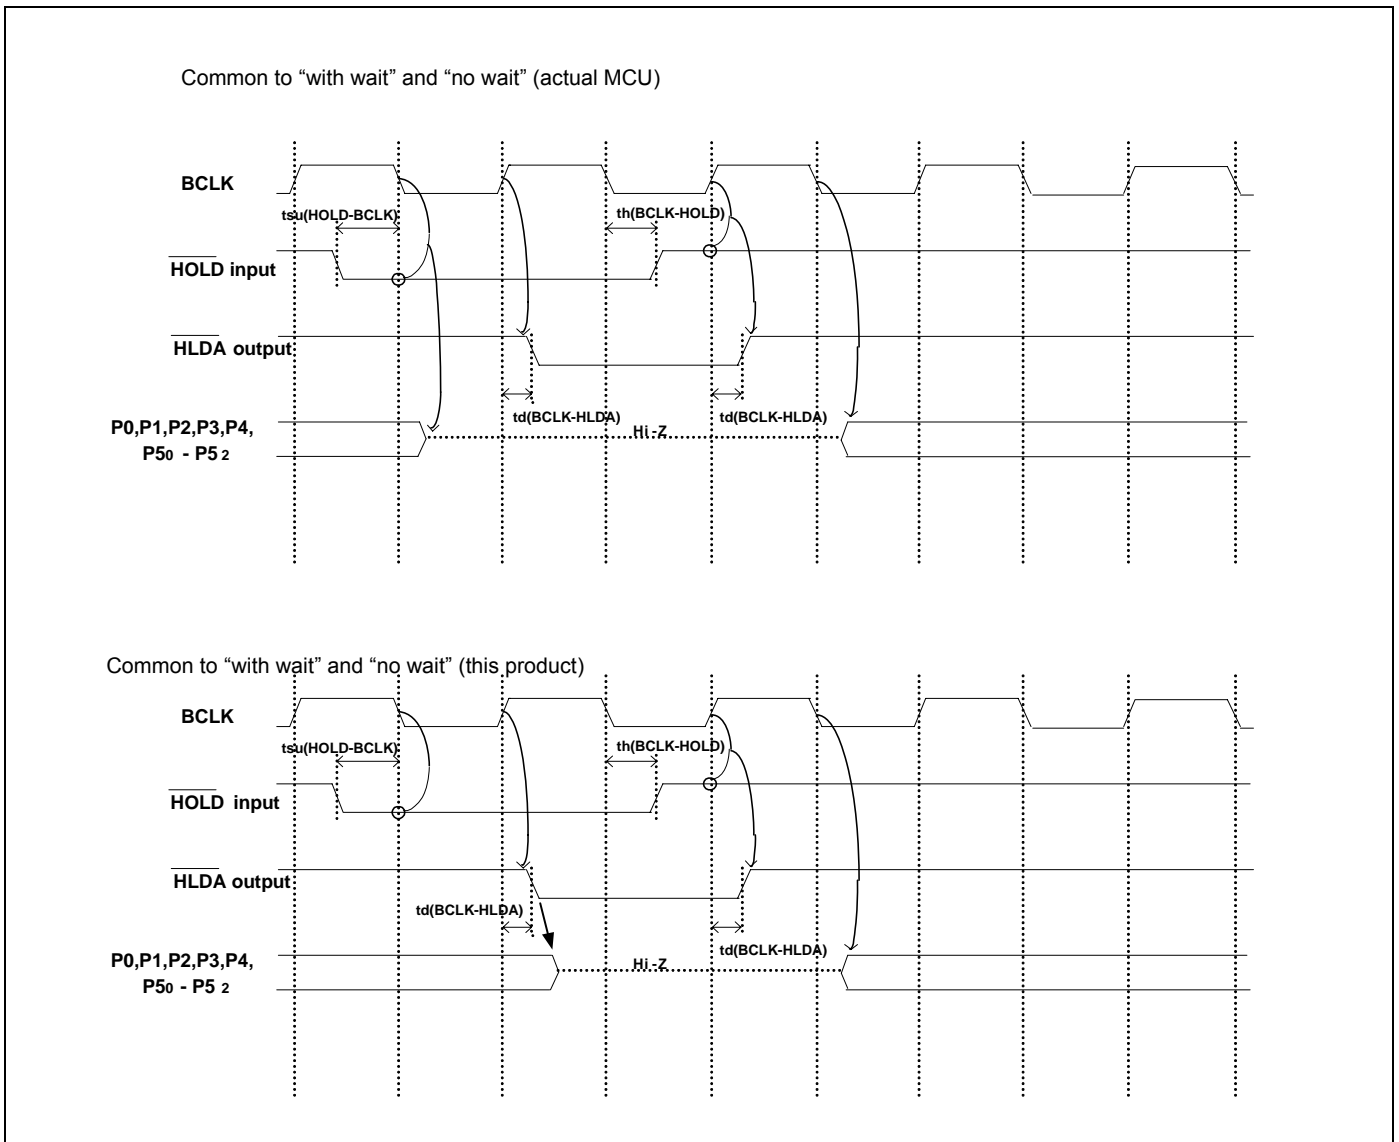 Common to “with wait” and “no wait” (actual MCU)
BCLK
tsu(HOLD-BCLK)
th(BCLK-HOLD)
HOLD input
HLDA output
td(BCLK-HLDA)
td(BCLK-HLDA)
P0,P1,P2,P3,P4,
Hi -Z
P50 - P5 2
Common to “with wait” and “no wait” (this product)
BCLK
tsu(HOLD-BCLK)
th(BCLK-HOLD)
HOLD input
HLDA output
td(BCLK-HLDA)
td(BCLK-HLDA)
P0,P1,P2,P3,P4,
Hi -Z
P50 - P5 2